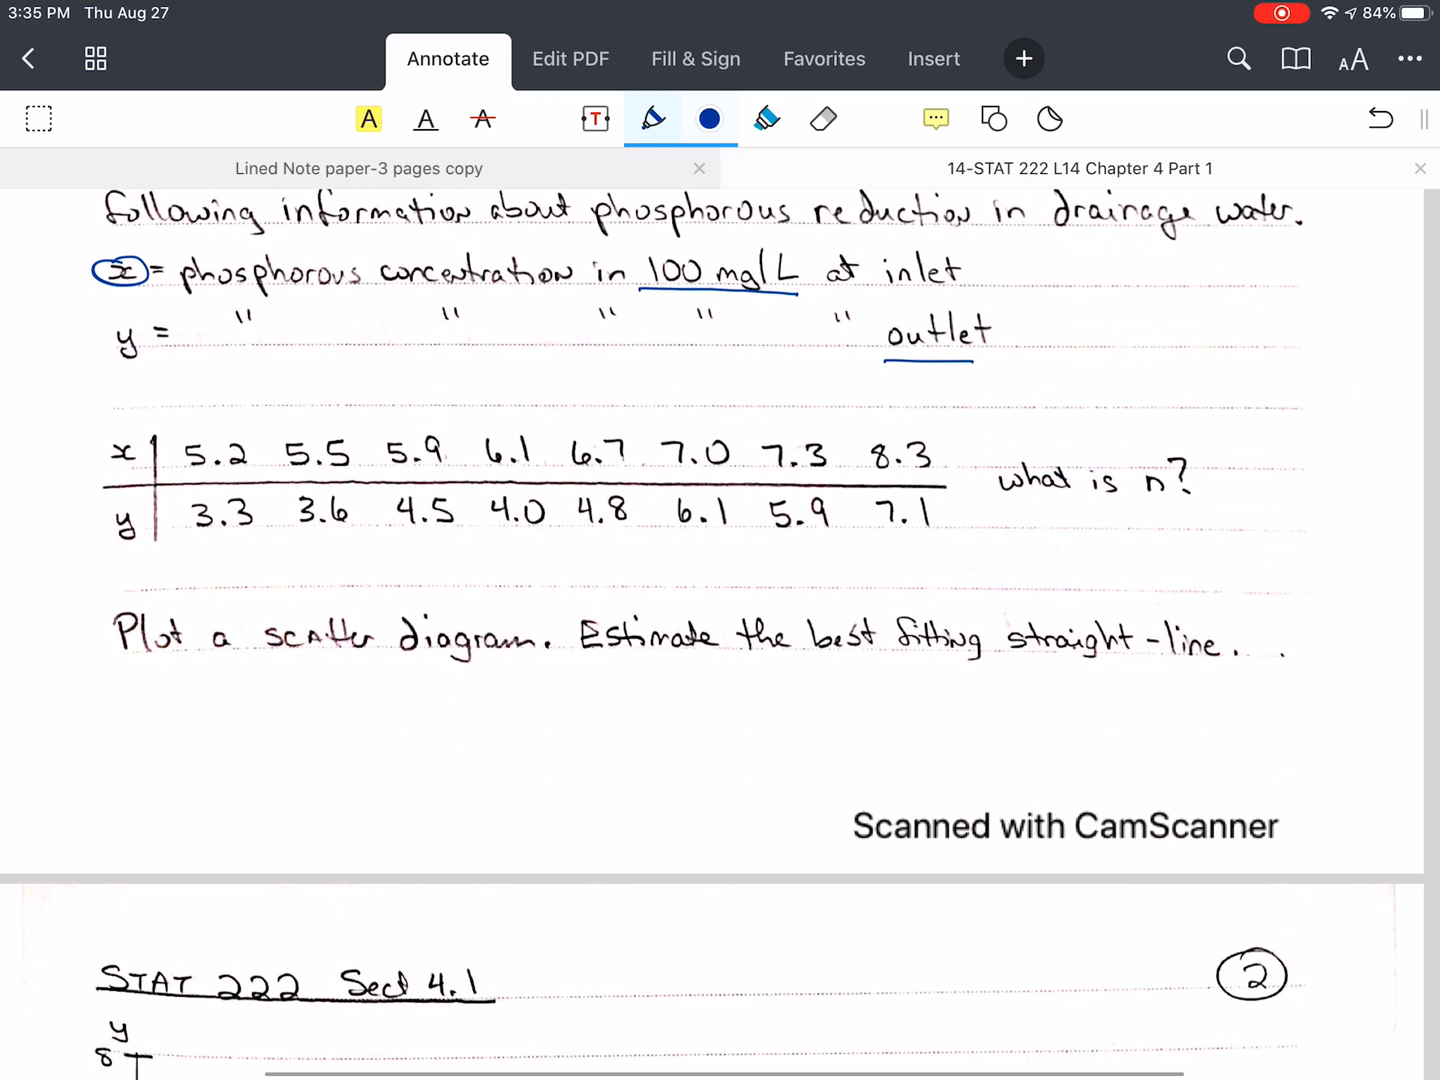 3:35 PM Thu Aug 27 84%
Annotate Edit PDF Fill & Sign Favorites Insert + AA
A A A T
Lined Note paper-3 pages copy × 14-STAT 222 L14 Chapter 4 Part 1 ×
following information about phosphorous reduction in drainage water.
x = phosphorous concentration in 100 mg/L at inlet
y = " " " " " outlet
x | 5.2 5.5 5.9 6.1 6.7 7.0 7.3 8.3 what is n?
y | 3.3 3.6 4.5 4.0 4.8 6.1 5.9 7.1
Plot a scatter diagram. Estimate the best fitting straight-line. . .
Scanned with CamScanner
STAT 222 Sect 4.1 2
y
8